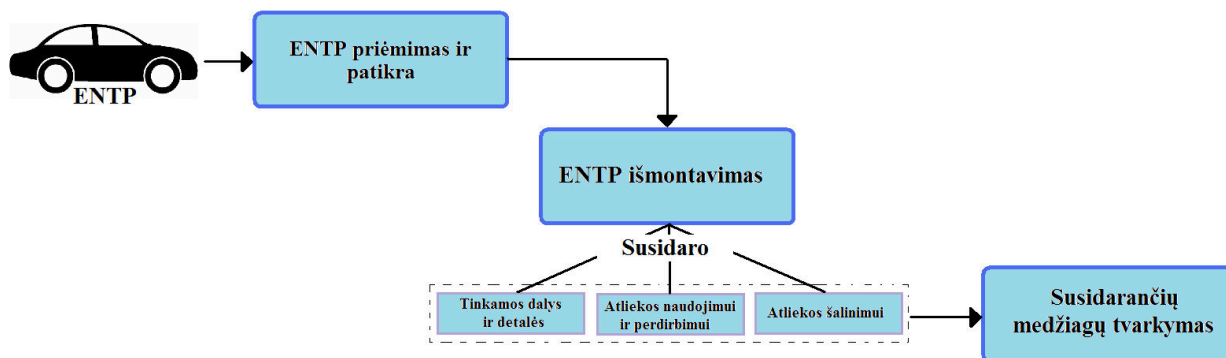 ENTP
ENTP priėmimas ir
patikra
ENTP išmontavimas
Susidaro
Tinkamos dalys
ir detalės
Atliekos naudojimui
ir perdirbimui
Atliekos šalinimui
Susidarančių
medžiagų tvarkymas